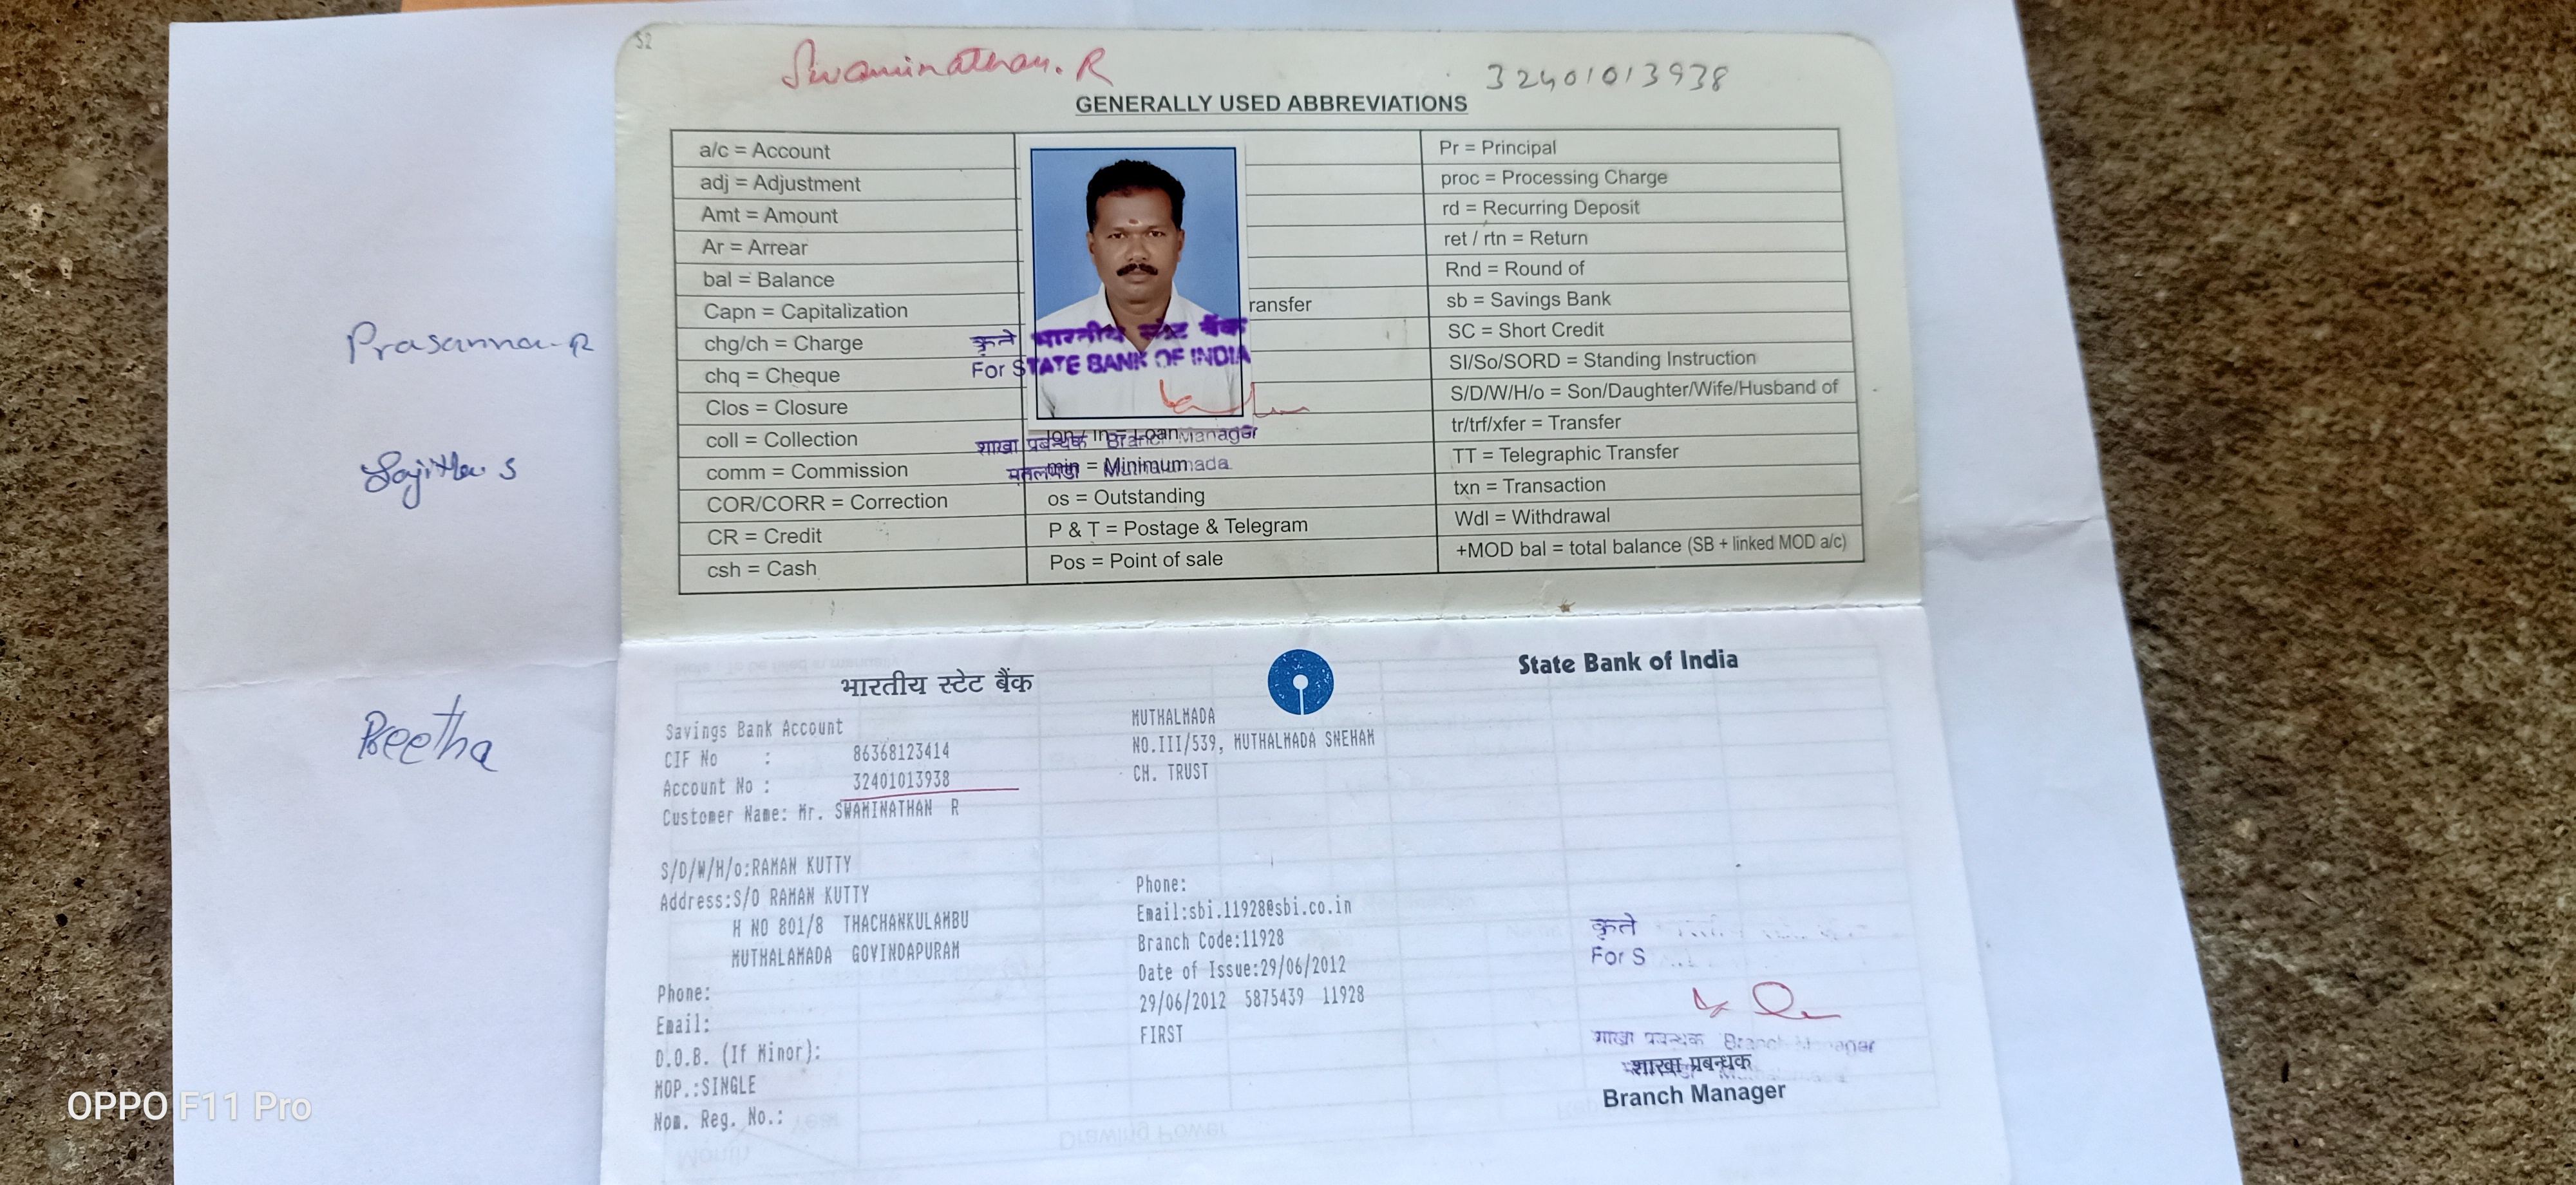 52
Swaminathan. R
32401013938
GENERALLY USED ABBREVIATIONS
a/c = Account
adj = Adjustment
Amt = Amount
Ar = Arrear
bal = Balance
Capn = Capitalization
chg/ch = Charge
chq = Cheque
Clos = Closure
coll = Collection
comm = Commission
COR/CORR = Correction
CR = Credit
csh = Cash
ransfer
कृते भारतीय स्टेट बैंक
For STATE BANK OF INDIA
lon / ln = Loan
शाखा प्रबन्धक Branch Manager
min = Minimum
os = Outstanding
P & T = Postage & Telegram
Pos = Point of sale
Pr = Principal
proc = Processing Charge
rd = Recurring Deposit
ret / rtn = Return
Rnd = Round of
sb = Savings Bank
SC = Short Credit
SI/So/SORD = Standing Instruction
S/D/W/H/o = Son/Daughter/Wife/Husband of
tr/trf/xfer = Transfer
TT = Telegraphic Transfer
txn = Transaction
Wdl = Withdrawal
+MOD bal = total balance (SB + linked MOD a/c)
Prasanna-R
Sajitha S
Preetha
भारतीय स्टेट बैंक
State Bank of India
Savings Bank Account
CIF No : 86368123414
Account No : 32401013938
Customer Name: Mr. SWAMINATHAN R
S/D/W/H/o:RAMAN KUTTY
Address:S/O RAMAN KUTTY
H NO 801/8 THACHANKULAMBU
MUTHALAMADA GOVINDAPURAM
Phone:
Email:
D.O.B. (If Minor):
MOP.:SINGLE
Nom. Reg. No.:
MUTHALMADA
NO.III/539, MUTHALMADA SNEHAM
CH. TRUST
Phone:
Email:sbi.11928@sbi.co.in
Branch Code:11928
Date of Issue:29/06/2012
29/06/2012 5875439 11928
FIRST
कृते
For S
शाखा प्रबन्धक Branch Manager
शाखा प्रबन्धक
Branch Manager
OPPO F11 Pro